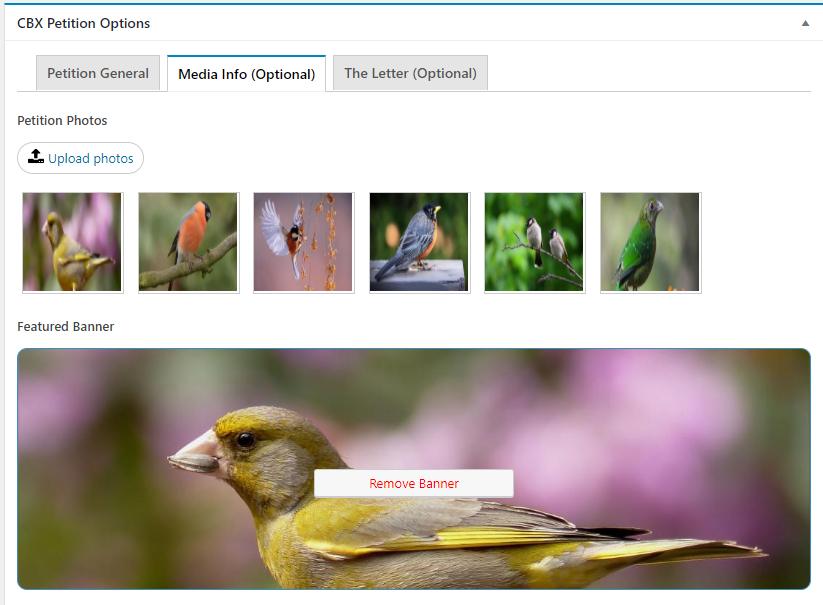 CBX Petition Options
Petition General
Media Info (Optional)
The Letter (Optional)
Petition Photos
Upload photos
Featured Banner
Remove Banner